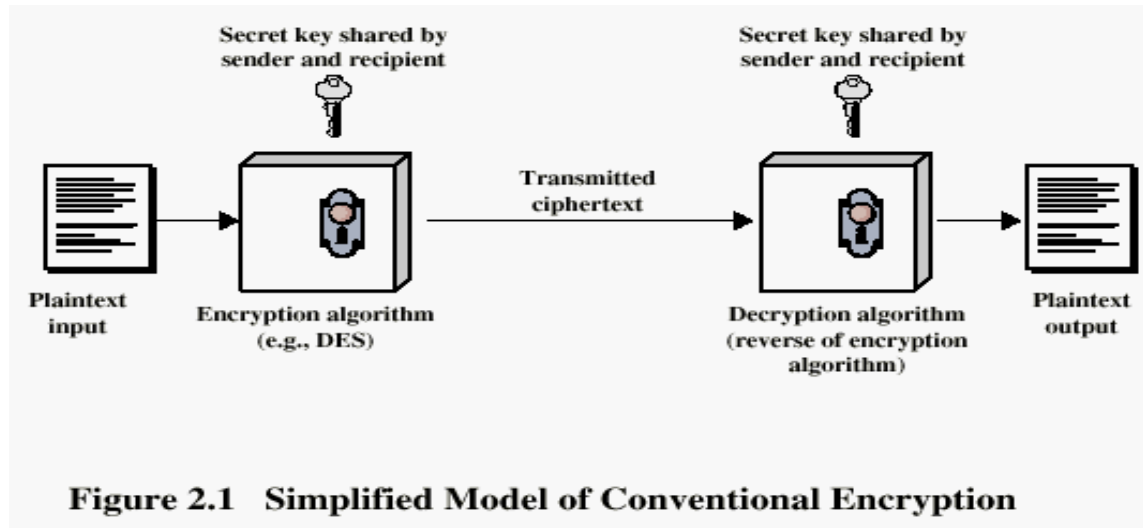 Secret key shared by
sender and recipient
Secret key shared by
sender and recipient
Transmitted
ciphertext
Plaintext
input
Encryption algorithm
(e.g., DES)
Decryption algorithm
(reverse of encryption
algorithm)
Plaintext
output
Figure 2.1 Simplified Model of Conventional Encryption